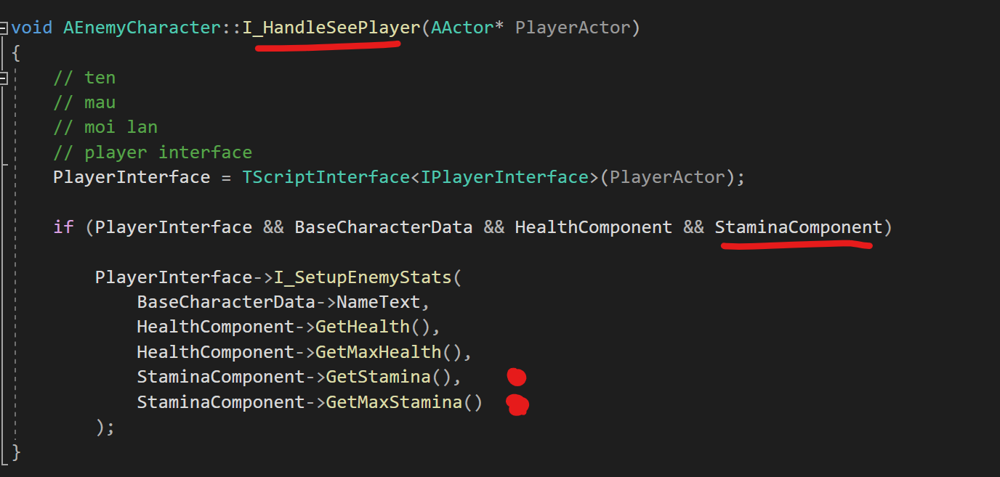 void AEnemyCharacter::I_HandleSeePlayer(AActor* PlayerActor)
{
// ten
// mau
// moi lan
// player interface
PlayerInterface = TScriptInterface<IPlayerInterface>(PlayerActor);
if (PlayerInterface && BaseCharacterData && HealthComponent && StaminaComponent)
PlayerInterface->I_SetupEnemyStats(
BaseCharacterData->NameText,
HealthComponent->GetHealth(),
HealthComponent->GetMaxHealth(),
StaminaComponent->GetStamina(),
StaminaComponent->GetMaxStamina()
);
}